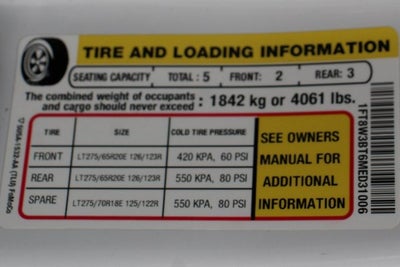 TIRE AND LOADING INFORMATION
SEATING CAPACITY TOTAL : 5 FRONT: 2 REAR: 3
The combined weight of occupants
and cargo should never exceed : 1842 kg or 4061 lbs.
TIRE SIZE COLD TIRE PRESSURE
FRONT LT275/65R20E 126/123R 420 KPA, 60 PSI
REAR LT275/65R20E 126/123R 550 KPA, 80 PSI
SPARE LT275/70R18E 125/122R 550 KPA, 80 PSI
SEE OWNERS
MANUAL FOR
ADDITIONAL
INFORMATION
1FT8W3BT6MED31006